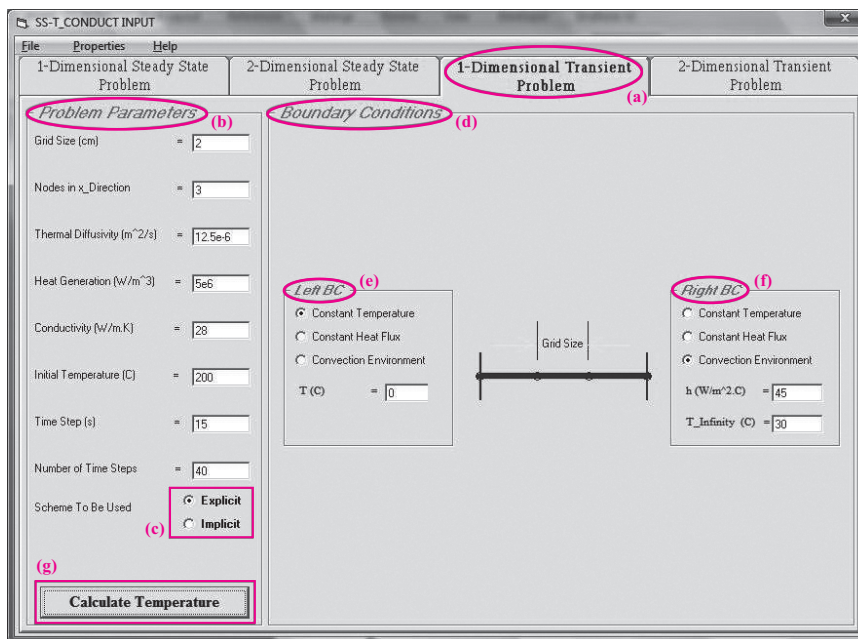 SS-T_CONDUCT INPUT
X
File Properties Help
1-Dimensional Steady State Problem
2-Dimensional Steady State Problem
1-Dimensional Transient Problem
2-Dimensional Transient Problem
(a)
Problem Parameters
(b)
Grid Size (cm) = 2
Nodes in x_Direction = 3
Thermal Diffusivity (m^2/s) = 12.5e-6
Heat Generation (W/m^3) = 5e6
Conductivity (W/m.K) = 28
Initial Temperature (C) = 200
Time Step (s) = 15
Number of Time Steps = 40
Scheme To Be Used
Explicit
Implicit
(c)
(g)
Calculate Temperature
Boundary Conditions
(d)
Left BC
(e)
Constant Temperature
Constant Heat Flux
Convection Environment
T (C) = 0
Grid Size
Right BC
(f)
Constant Temperature
Constant Heat Flux
Convection Environment
h (W/m^2.C) = 45
T_Infinity (C) = 30